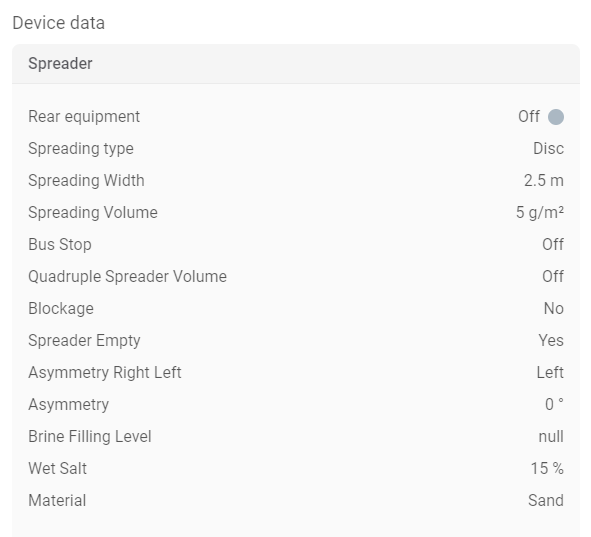 Device data
Spreader
Rear equipment Off
Spreading type Disc
Spreading Width 2.5 m
Spreading Volume 5 g/m²
Bus Stop Off
Quadruple Spreader Volume Off
Blockage No
Spreader Empty Yes
Asymmetry Right Left Left
Asymmetry 0 °
Brine Filling Level null
Wet Salt 15 %
Material Sand